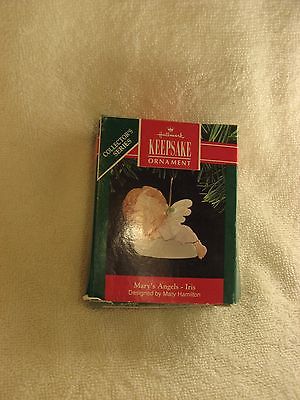 COLLECTOR'S
SERIES
Hallmark
KEEPSAKE
ORNAMENT
Mary's Angels - Iris
Designed by Mary Hamilton